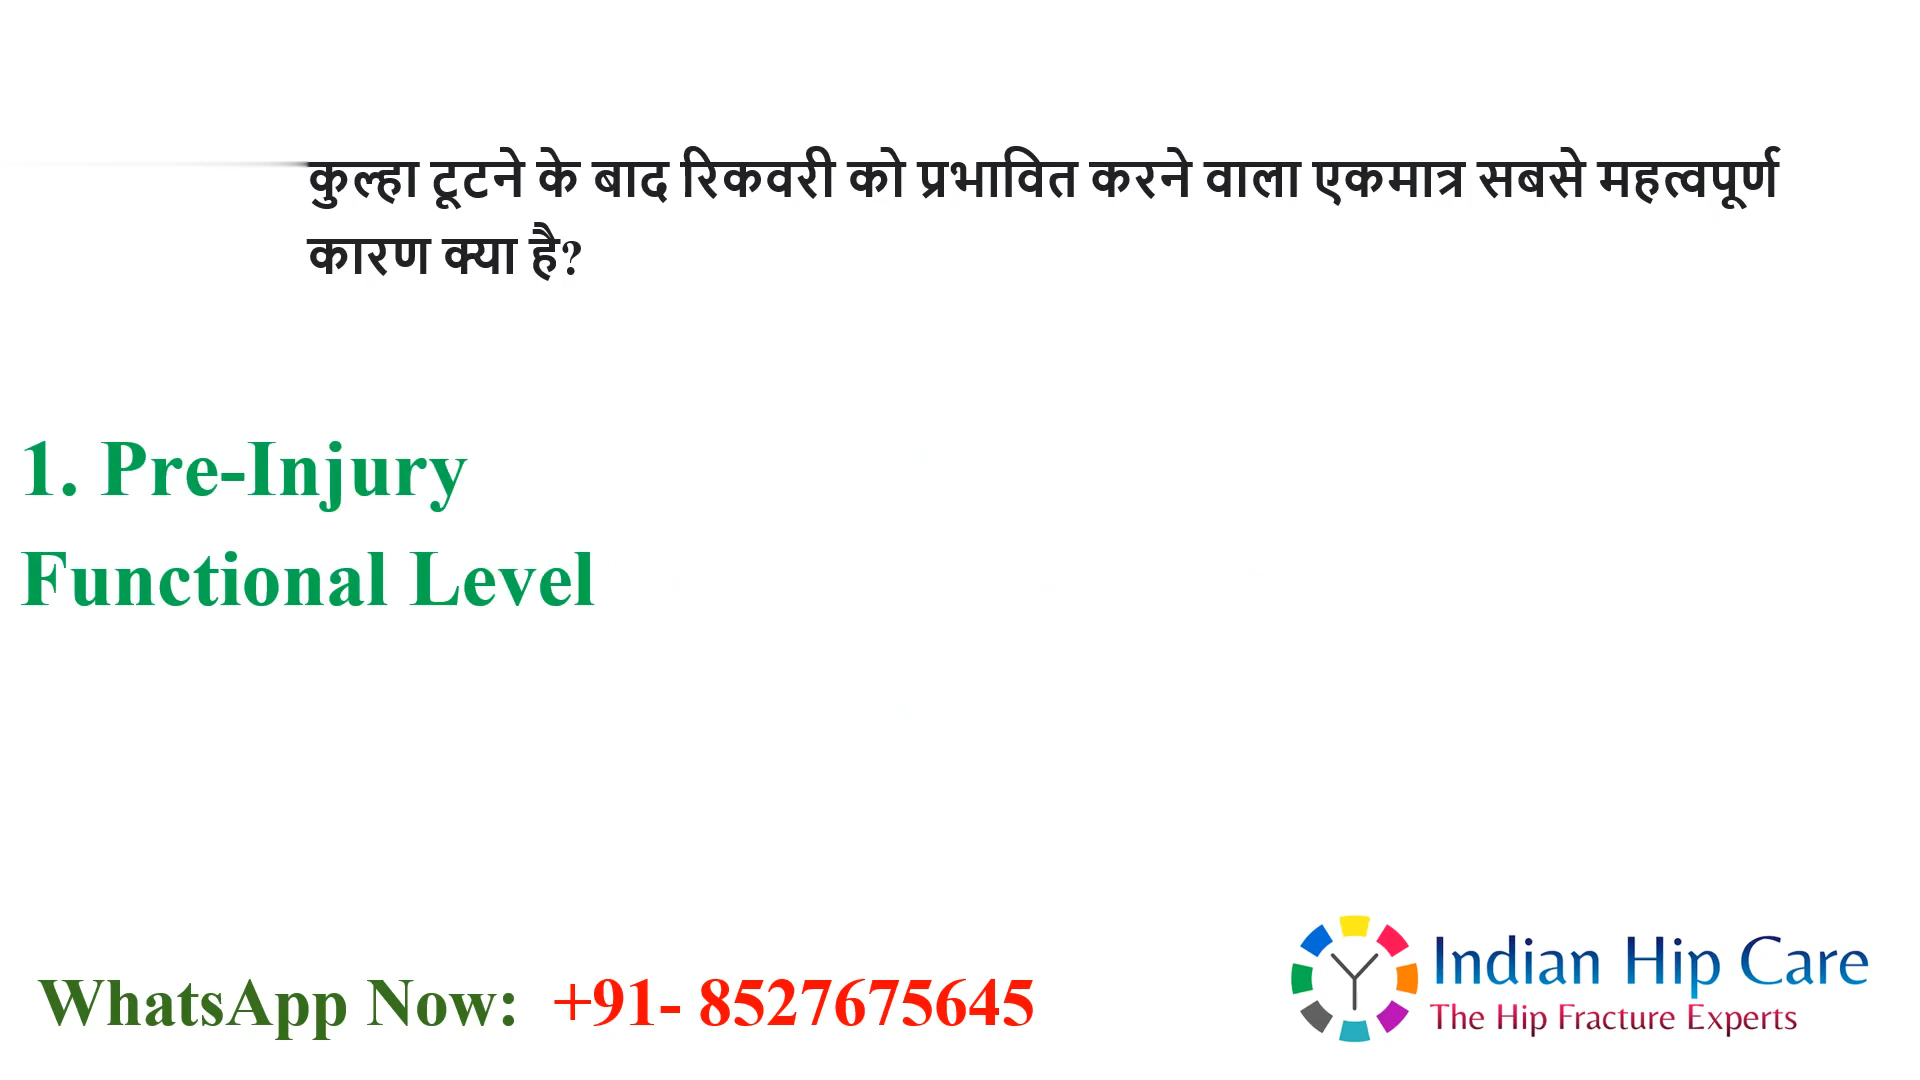 कुल्हा टूटने के बाद रिकवरी को प्रभावित करने वाला एकमात्र सबसे महत्वपूर्ण
कारण क्या है?
1. Pre-Injury
Functional Level
WhatsApp Now: +91- 8527675645
Indian Hip Care
The Hip Fracture Experts